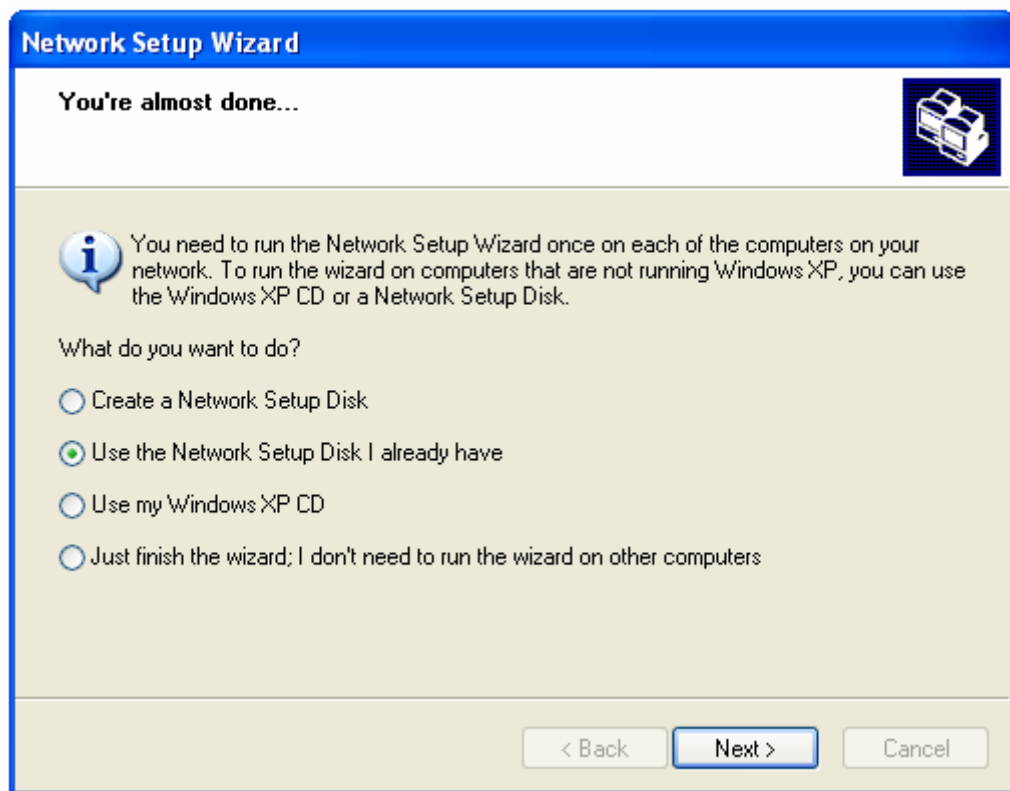 Network Setup Wizard
You're almost done...
You need to run the Network Setup Wizard once on each of the computers on your
network. To run the wizard on computers that are not running Windows XP, you can use
the Windows XP CD or a Network Setup Disk.
What do you want to do?
Create a Network Setup Disk
Use the Network Setup Disk I already have
Use my Windows XP CD
Just finish the wizard; I don't need to run the wizard on other computers
< Back
Next >
Cancel